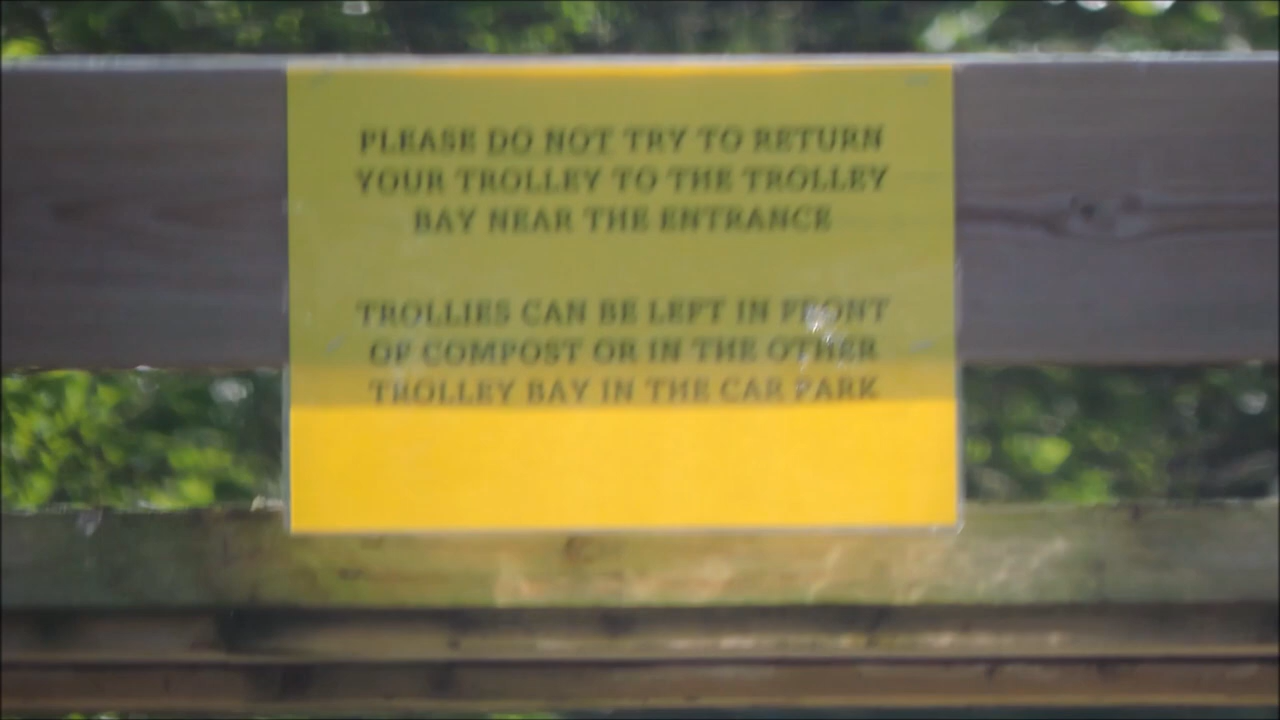 PLEASE DO NOT TRY TO RETURN
YOUR TROLLEY TO THE TROLLEY
BAY NEAR THE ENTRANCE
TROLLIES CAN BE LEFT IN FRONT
OF COMPOST OR IN THE OTHER
TROLLEY BAY IN THE CAR PARK